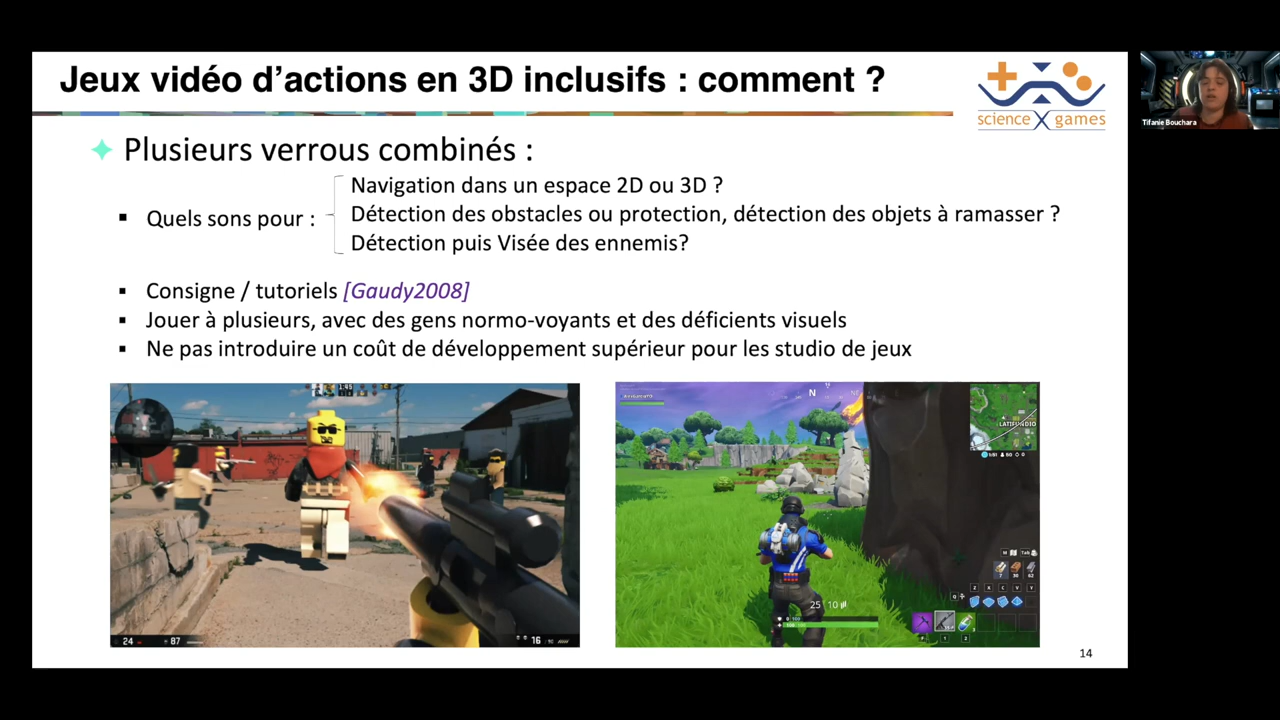 Jeux vidéo d’actions en 3D inclusifs : comment ?
science X games
Tifanie Bouchara
Plusieurs verrous combinés :
Quels sons pour :
Navigation dans un espace 2D ou 3D ?
Détection des obstacles ou protection, détection des objets à ramasser ?
Détection puis Visée des ennemis?
Consigne / tutoriels [Gaudy2008]
Jouer à plusieurs, avec des gens normo-voyants et des déficients visuels
Ne pas introduire un coût de développement supérieur pour les studio de jeux
1:45
24
87
16
N
25 10
14